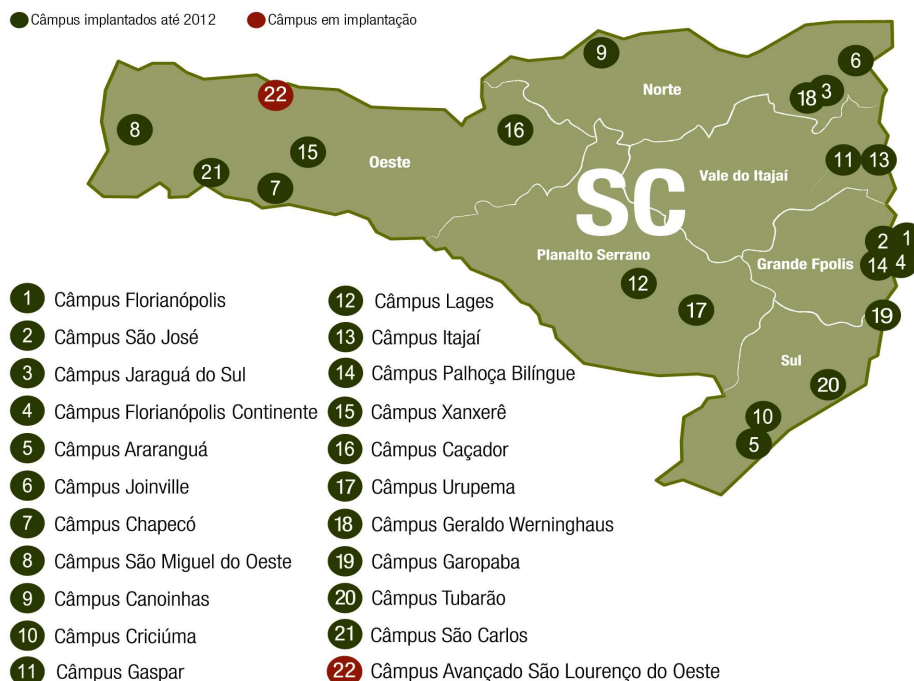 Câmpus implantados até 2012
Câmpus em implantação
9
6
Norte
22
3
18
8
16
15
Oeste
11
13
21
Vale do Itajaí
7
SC
1
2
Planalto Serrano
Grande Fpolis
14
4
12
17
19
Sul
20
10
5
1 Câmpus Florianópolis
2 Câmpus São José
3 Câmpus Jaraguá do Sul
4 Câmpus Florianópolis Continente
5 Câmpus Araranguá
6 Câmpus Joinville
7 Câmpus Chapecó
8 Câmpus São Miguel do Oeste
9 Câmpus Canoinhas
10 Câmpus Criciúma
11 Câmpus Gaspar
12 Câmpus Lages
13 Câmpus Itajaí
14 Câmpus Palhoça Bilíngue
15 Câmpus Xanxerê
16 Câmpus Caçador
17 Câmpus Urupema
18 Câmpus Geraldo Werninghaus
19 Câmpus Garopaba
20 Câmpus Tubarão
21 Câmpus São Carlos
22 Câmpus Avançado São Lourenço do Oeste